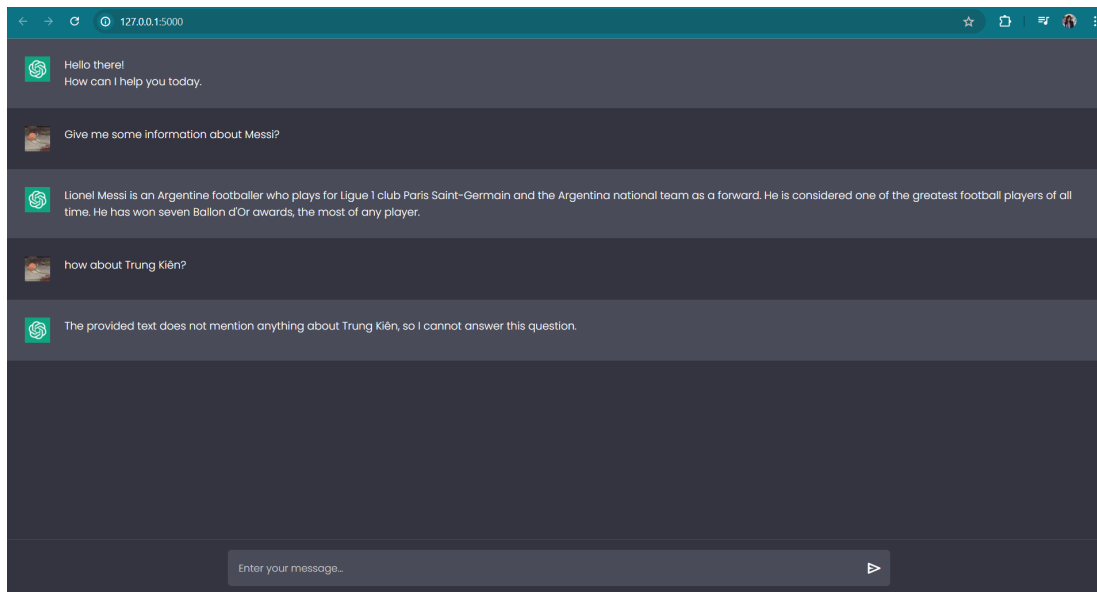 127.0.0.1:5000
Hello there!
How can I help you today.
Give me some information about Messi?
Lionel Messi is an Argentine footballer who plays for Ligue 1 club Paris Saint-Germain and the Argentina national team as a forward. He is considered one of the greatest football players of all
time. He has won seven Ballon d'Or awards, the most of any player.
how about Trung Kiên?
The provided text does not mention anything about Trung Kiên, so I cannot answer this question.
Enter your message...